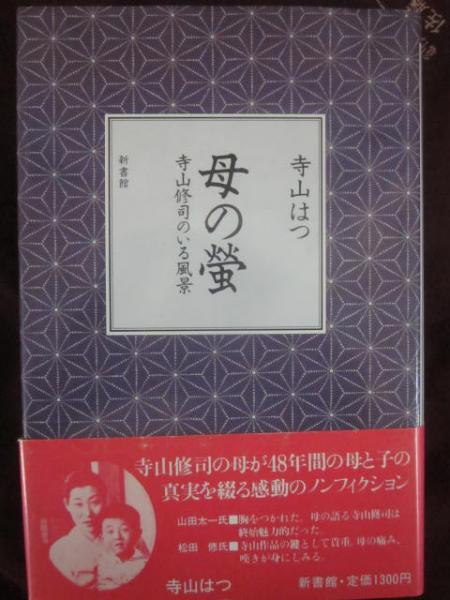 寺山はつ
母の螢
寺山修司のいる風景
新書館
寺山修司の母が48年間の母と子の
真実を綴る感動のノンフィクション
山田太一氏■胸をつかれた。母の語る寺山修司は
終始魅力的だった。
松田 修氏■寺山作品の鍵として貴重。母の痛み、
嘆きが身にしみる。
寺山はつ
新書館・定価1300円